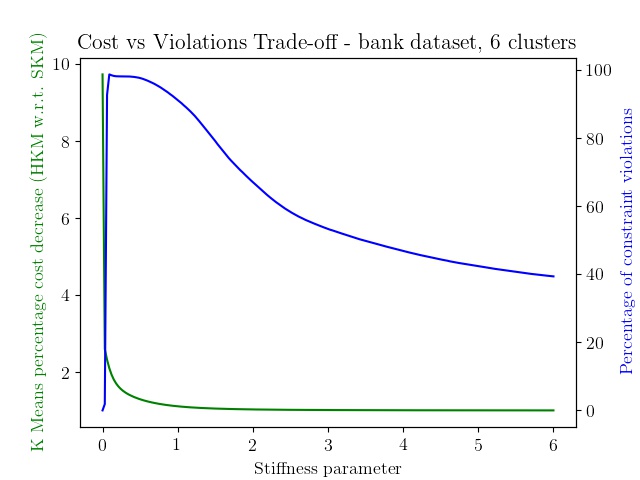 Cost vs Violations Trade-off - bank dataset, 6 clusters
K Means percentage cost decrease (HKM w.r.t. SKM)
10
8
6
4
2
100
80
60
40
20
0
Percentage of constraint violations
0 1 2 3 4 5 6
Stiffness parameter